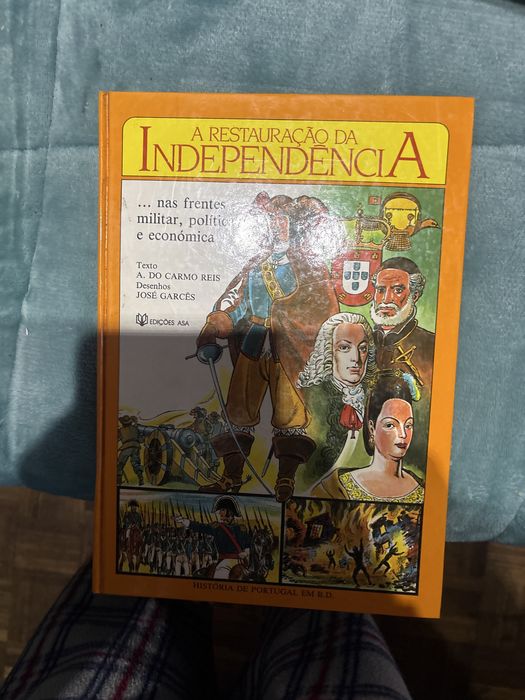 A RESTAURAÇÃO DA
INDEPENDÊNCIA
... nas frentes
militar, política
e económica
Texto
A. DO CARMO REIS
Desenhos
JOSÉ GARCÊS
EDIÇÕES ASA
HISTÓRIA DE PORTUGAL EM B.D.